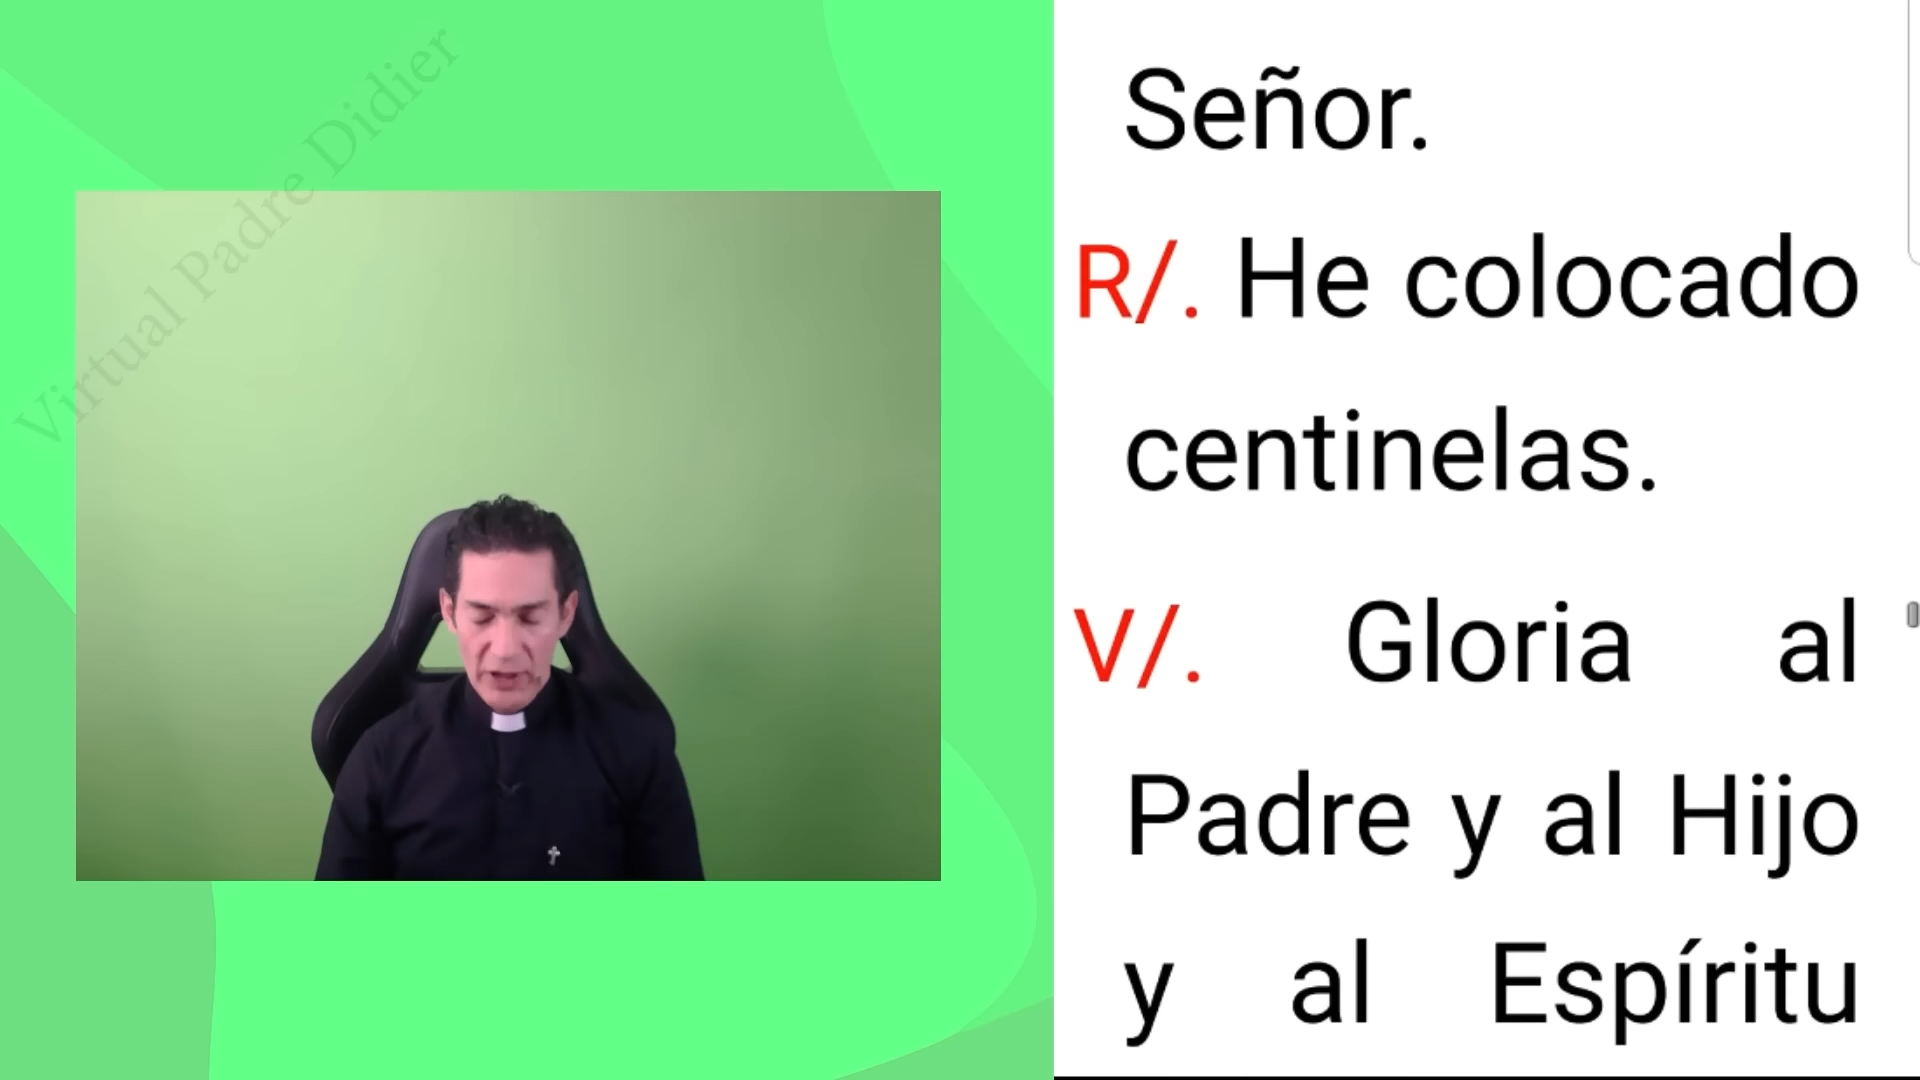 Virtual Padre Didier
Señor.
R/. He colocado
centinelas.
V/. Gloria al
Padre y al Hijo
y al Espíritu